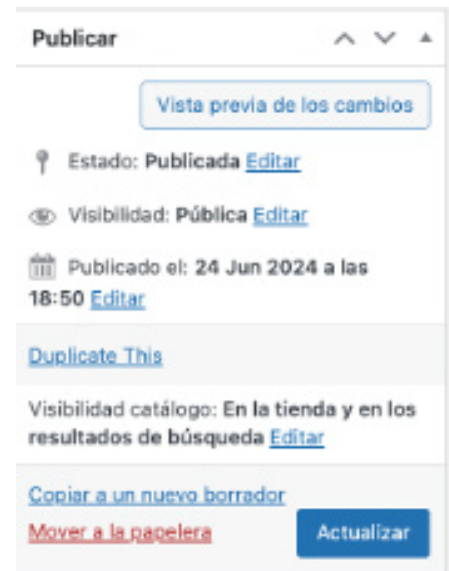 Publicar
Vista previa de los cambios
Estado: Publicada Editar
Visibilidad: Pública Editar
Publicado el: 24 Jun 2024 a las
18:50 Editar
Duplicate This
Visibilidad catálogo: En la tienda y en los
resultados de búsqueda Editar
Copiar a un nuevo borrador
Mover a la papelera
Actualizar